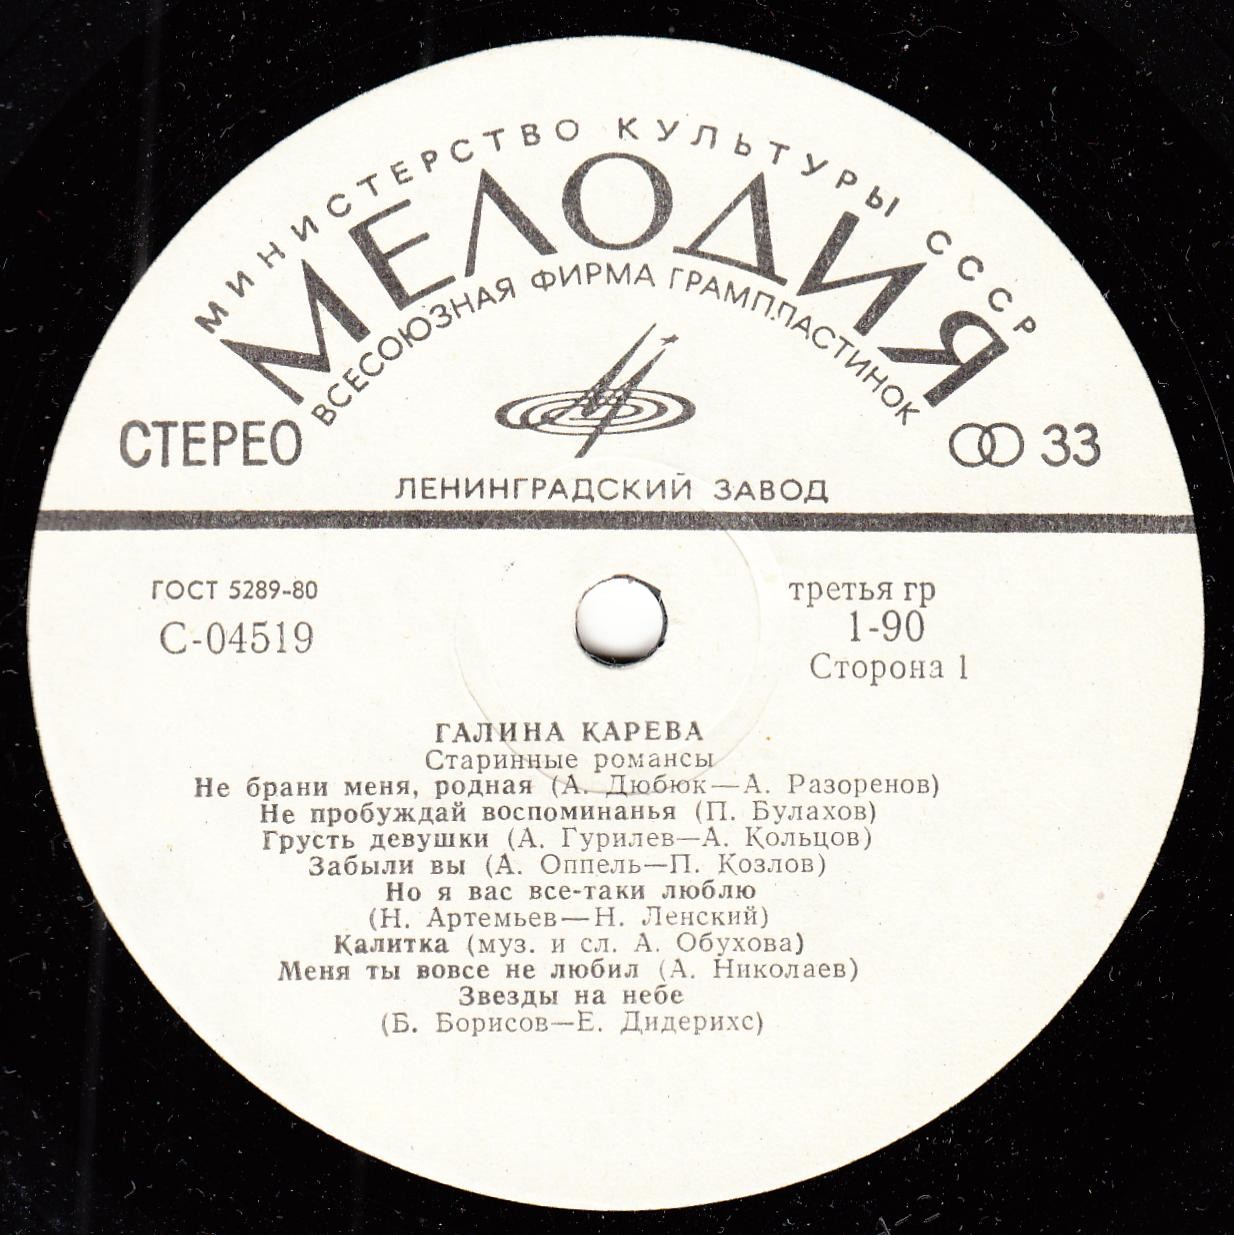 МИНИСТЕРСТВО КУЛЬТУРЫ СССР
МЕЛОДИЯ
ВСЕСОЮЗНАЯ ФИРМА ГРАМПЛАСТИНОК
СТЕРЕО
33
ЛЕНИНГРАДСКИЙ ЗАВОД
ГОСТ 5289-80
С-04519
третья гр
1-90
Сторона 1
ГАЛИНА КАРЕВА
Старинные романсы
Не брани меня, родная (А. Дюбюк—А. Разоренов)
Не пробуждай воспоминанья (П. Булахов)
Грусть девушки (А. Гурилев—А. Кольцов)
Забыли вы (А. Оппель—П. Козлов)
Но я вас все-таки люблю
(Н. Артемьев—Н. Ленский)
Калитка (муз. и сл. А. Обухова)
Меня ты вовсе не любил (А. Николаев)
Звезды на небе
(Б. Борисов—Е. Дидерихс)